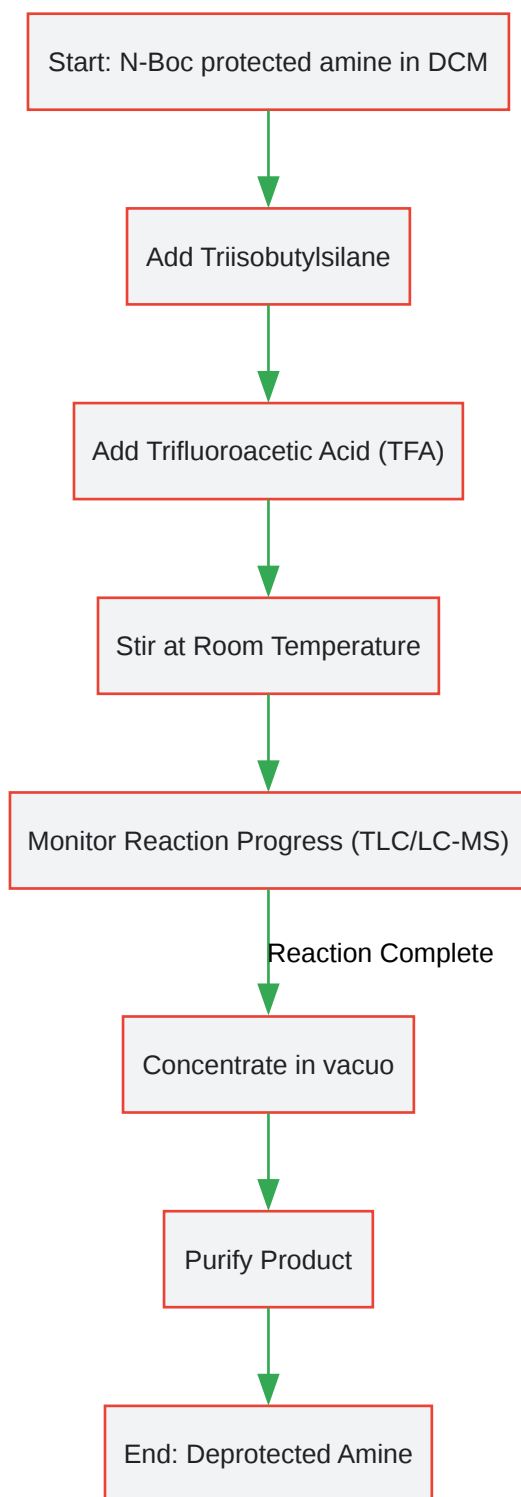 Start: N-Boc protected amine in DCM
Add Triisobutylsilane
Add Trifluoroacetic Acid (TFA)
Stir at Room Temperature
Monitor Reaction Progress (TLC/LC-MS)
Reaction Complete
Concentrate in vacuo
Purify Product
End: Deprotected Amine